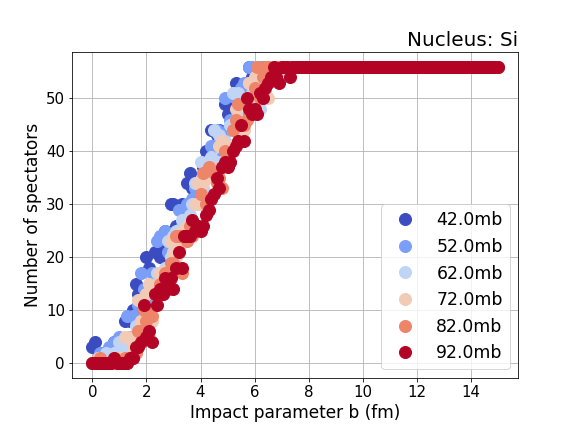 Nucleus: Si
Number of spectators
50
40
30
20
10
0
42.0mb
52.0mb
62.0mb
72.0mb
82.0mb
92.0mb
0 2 4 6 8 10 12 14
Impact parameter b (fm)